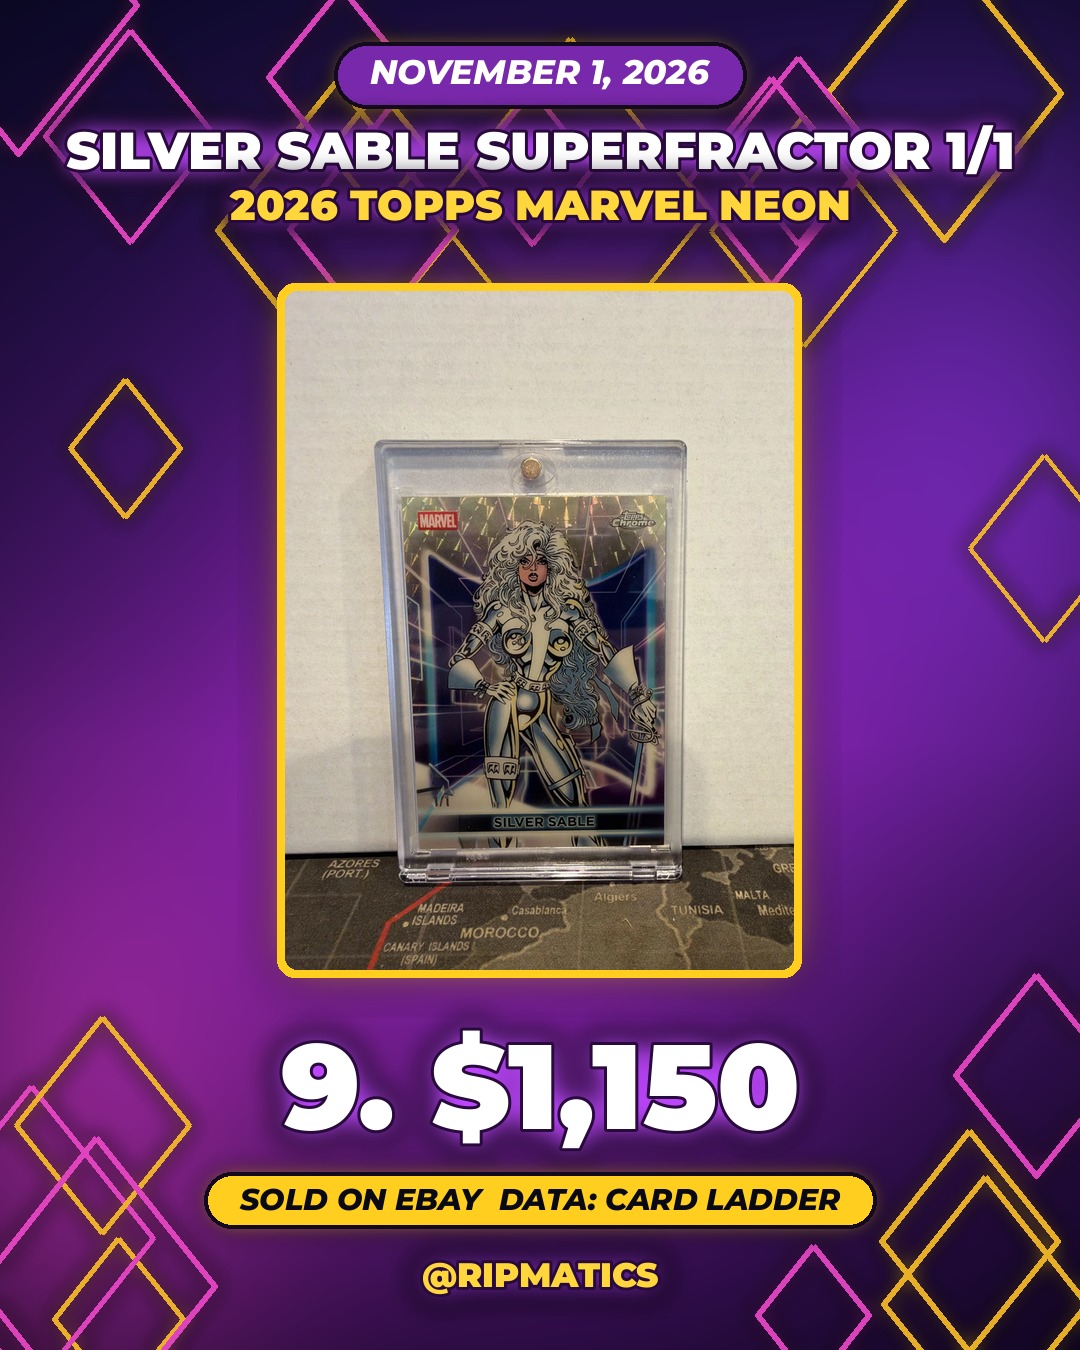 NOVEMBER 1, 2026
SILVER SABLE SUPERFRACTOR 1/1
2026 TOPPS MARVEL NEON
MARVEL
Topps
Chrome
SILVER SABLE
AZORES
(PORT.)
MADEIRA
ISLANDS
Casablanca
MOROCCO
CANARY ISLANDS
(SPAIN)
Algiers
TUNISIA
MALTA
GRE
Medite
9. $1,150
SOLD ON EBAY DATA: CARD LADDER
@RIPMATICS